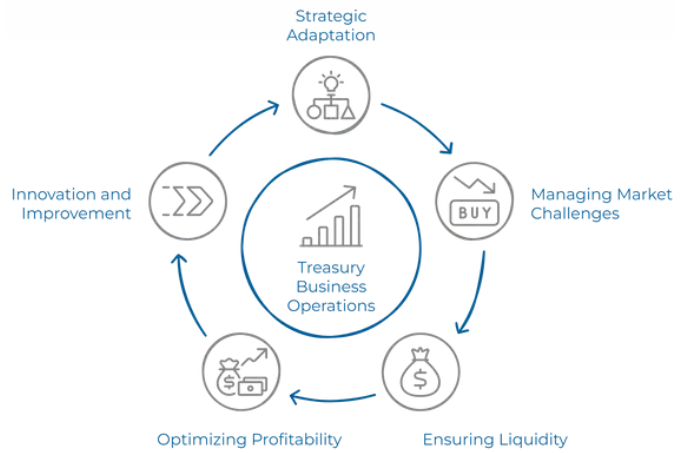 Strategic
Adaptation
Managing Market
Challenges
BUY
Ensuring Liquidity
$
Optimizing Profitability
$
Innovation and
Improvement
Treasury
Business
Operations